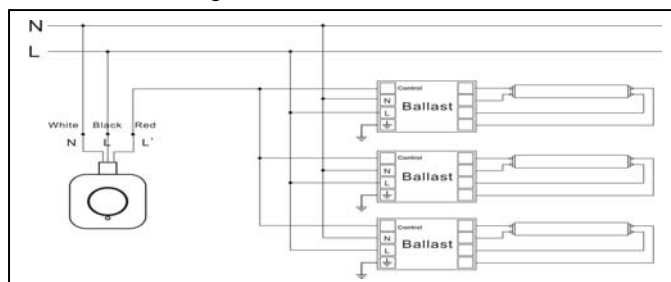 N
L
White Black Red
N L L'
Control
N
Ballast
L
Control
N
Ballast
L
Control
N
Ballast
L